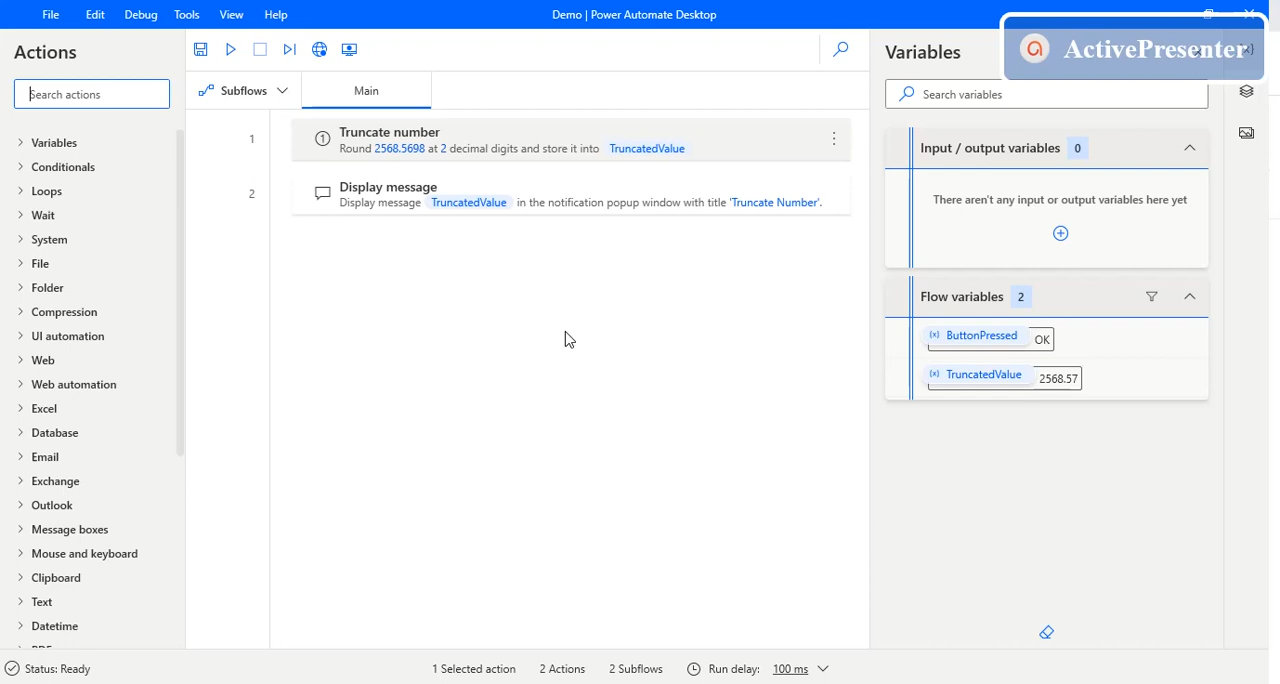 File Edit Debug Tools View Help
Demo | Power Automate Desktop
ActivePresenter
Actions
Search actions
Variables
Conditionals
Loops
Wait
System
File
Folder
Compression
UI automation
Web
Web automation
Excel
Database
Email
Exchange
Outlook
Message boxes
Mouse and keyboard
Clipboard
Text
Datetime
Subflows
Main
1
Truncate number
Round 2568.5698 at 2 decimal digits and store it into TruncatedValue
2
Display message
Display message TruncatedValue in the notification popup window with title 'Truncate Number'.
Variables
Search variables
Input / output variables 0
There aren't any input or output variables here yet
Flow variables 2
(x) ButtonPressed OK
(x) TruncatedValue 2568.57
Status: Ready
1 Selected action 2 Actions 2 Subflows Run delay: 100 ms